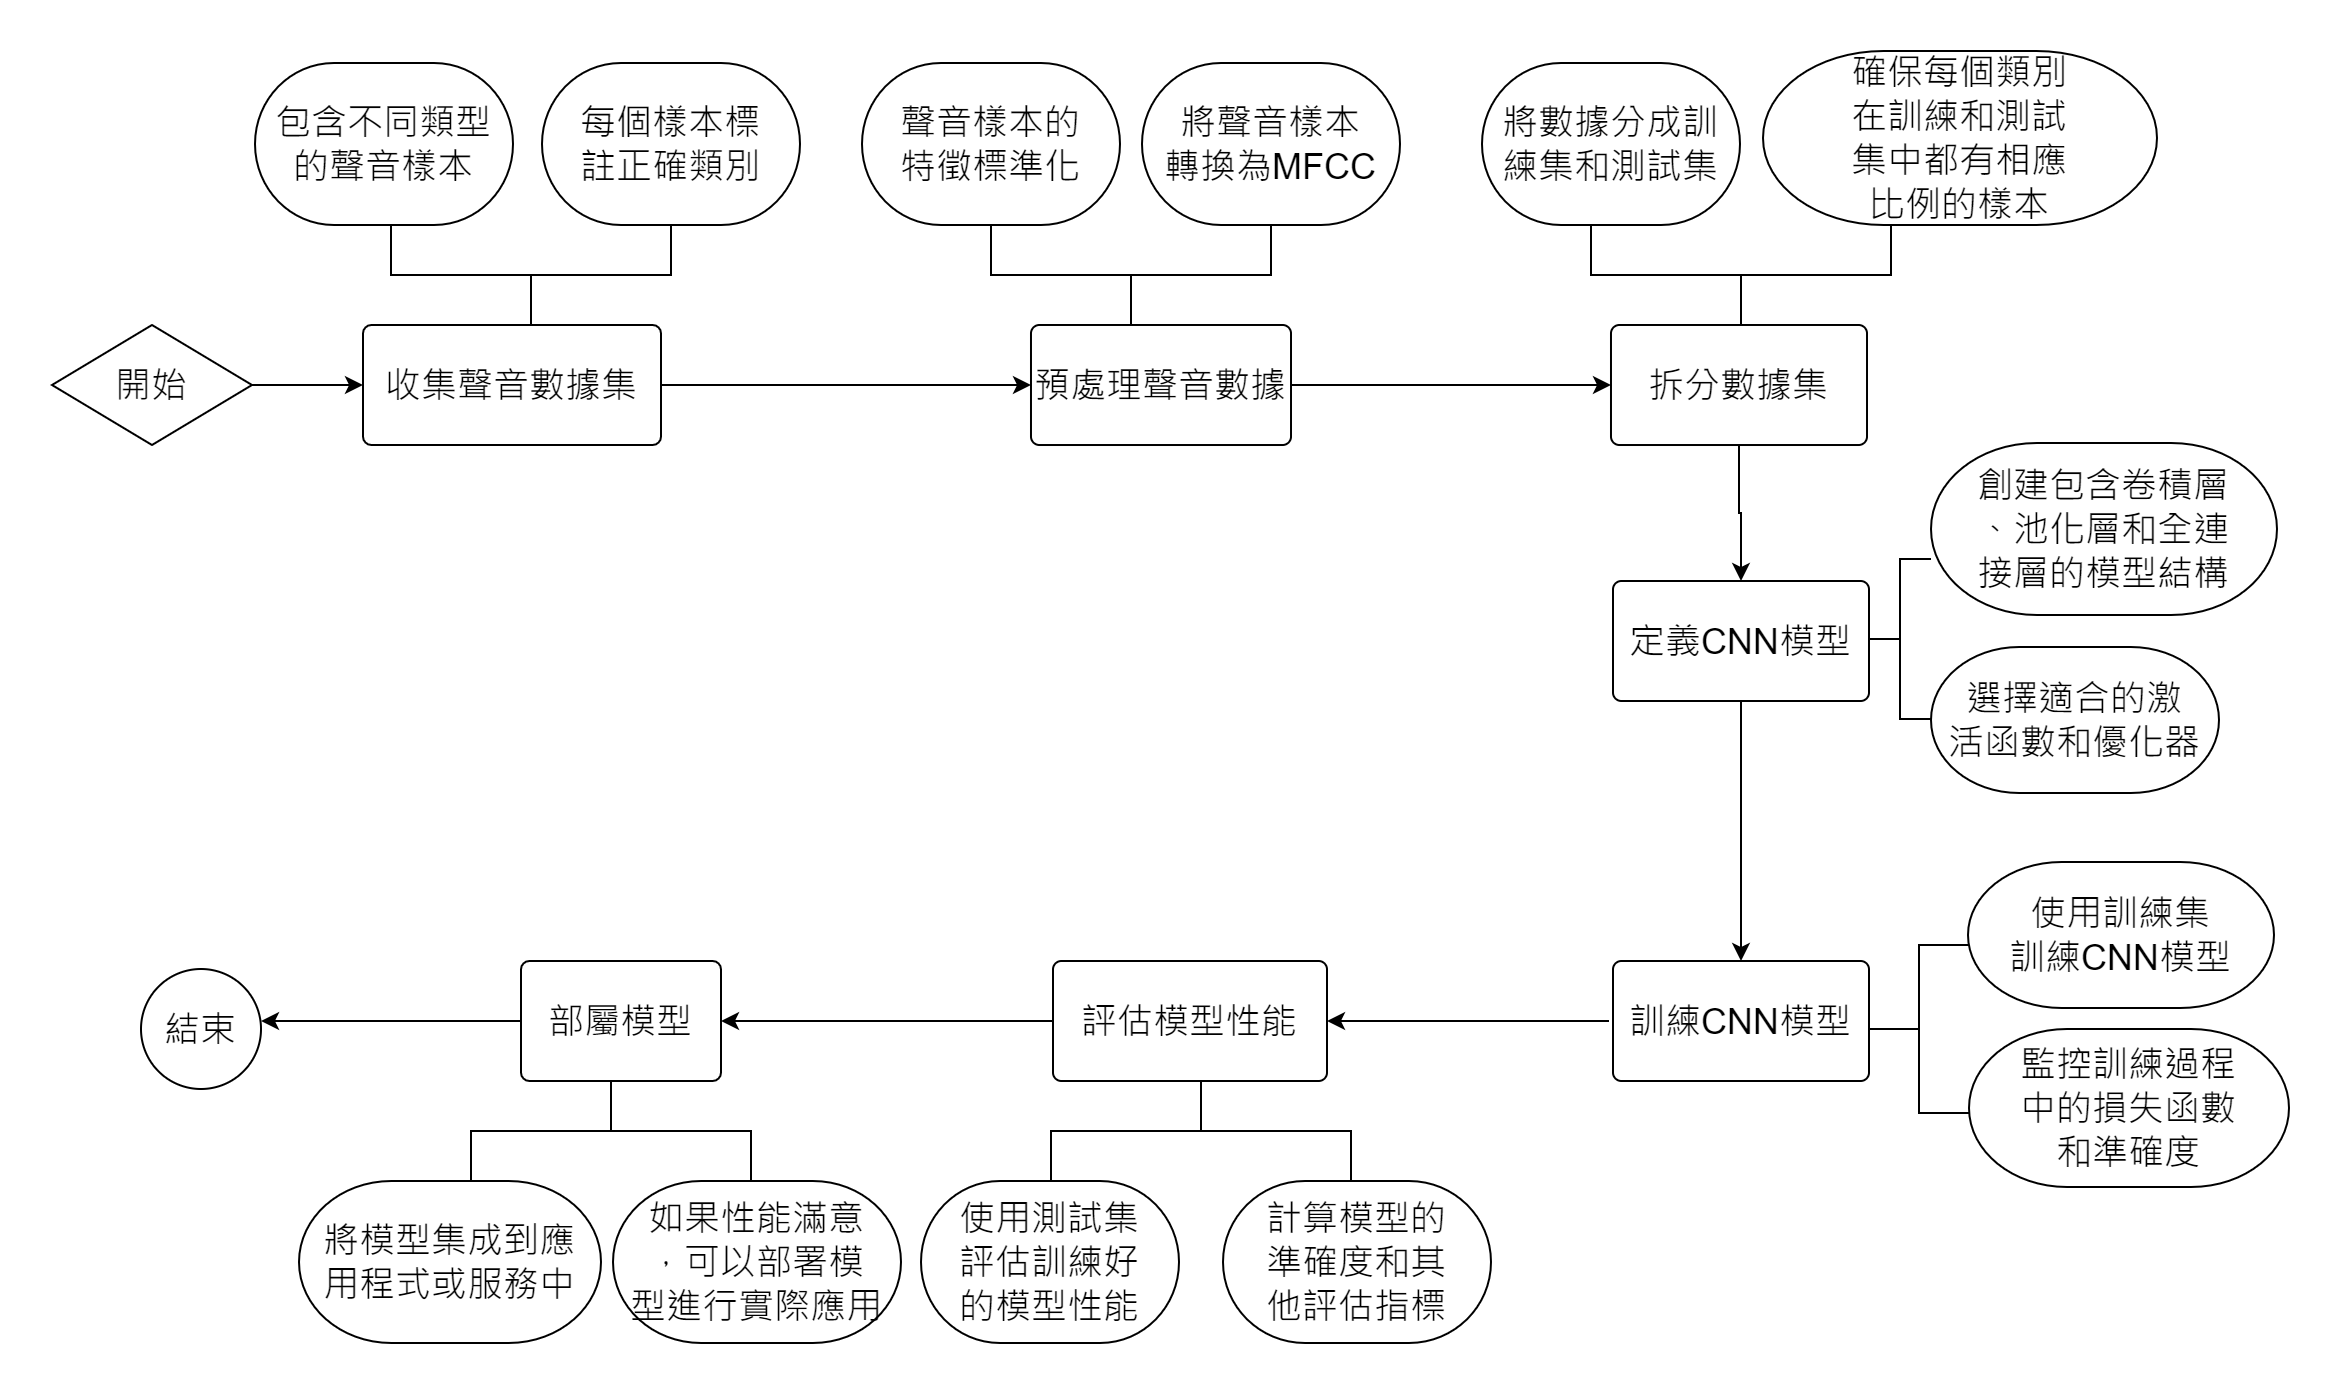 包含不同類型
的聲音樣本
每個樣本標
註正確類別
聲音樣本的
特徵標準化
將聲音樣本
轉換為MFCC
將數據分成訓
練集和測試集
確保每個類別
在訓練和測試
集中都有相應
比例的樣本
開始
收集聲音數據集
預處理聲音數據
拆分數據集
創建包含卷積層
、池化層和全連
接層的模型結構
定義CNN模型
選擇適合的激
活函數和優化器
使用訓練集
訓練CNN模型
訓練CNN模型
監控訓練過程
中的損失函數
和準確度
評估模型性能
部屬模型
結束
將模型集成到應
用程式或服務中
如果性能滿意
，可以部署模
型進行實際應用
使用測試集
評估訓練好
的模型性能
計算模型的
準確度和其
他評估指標